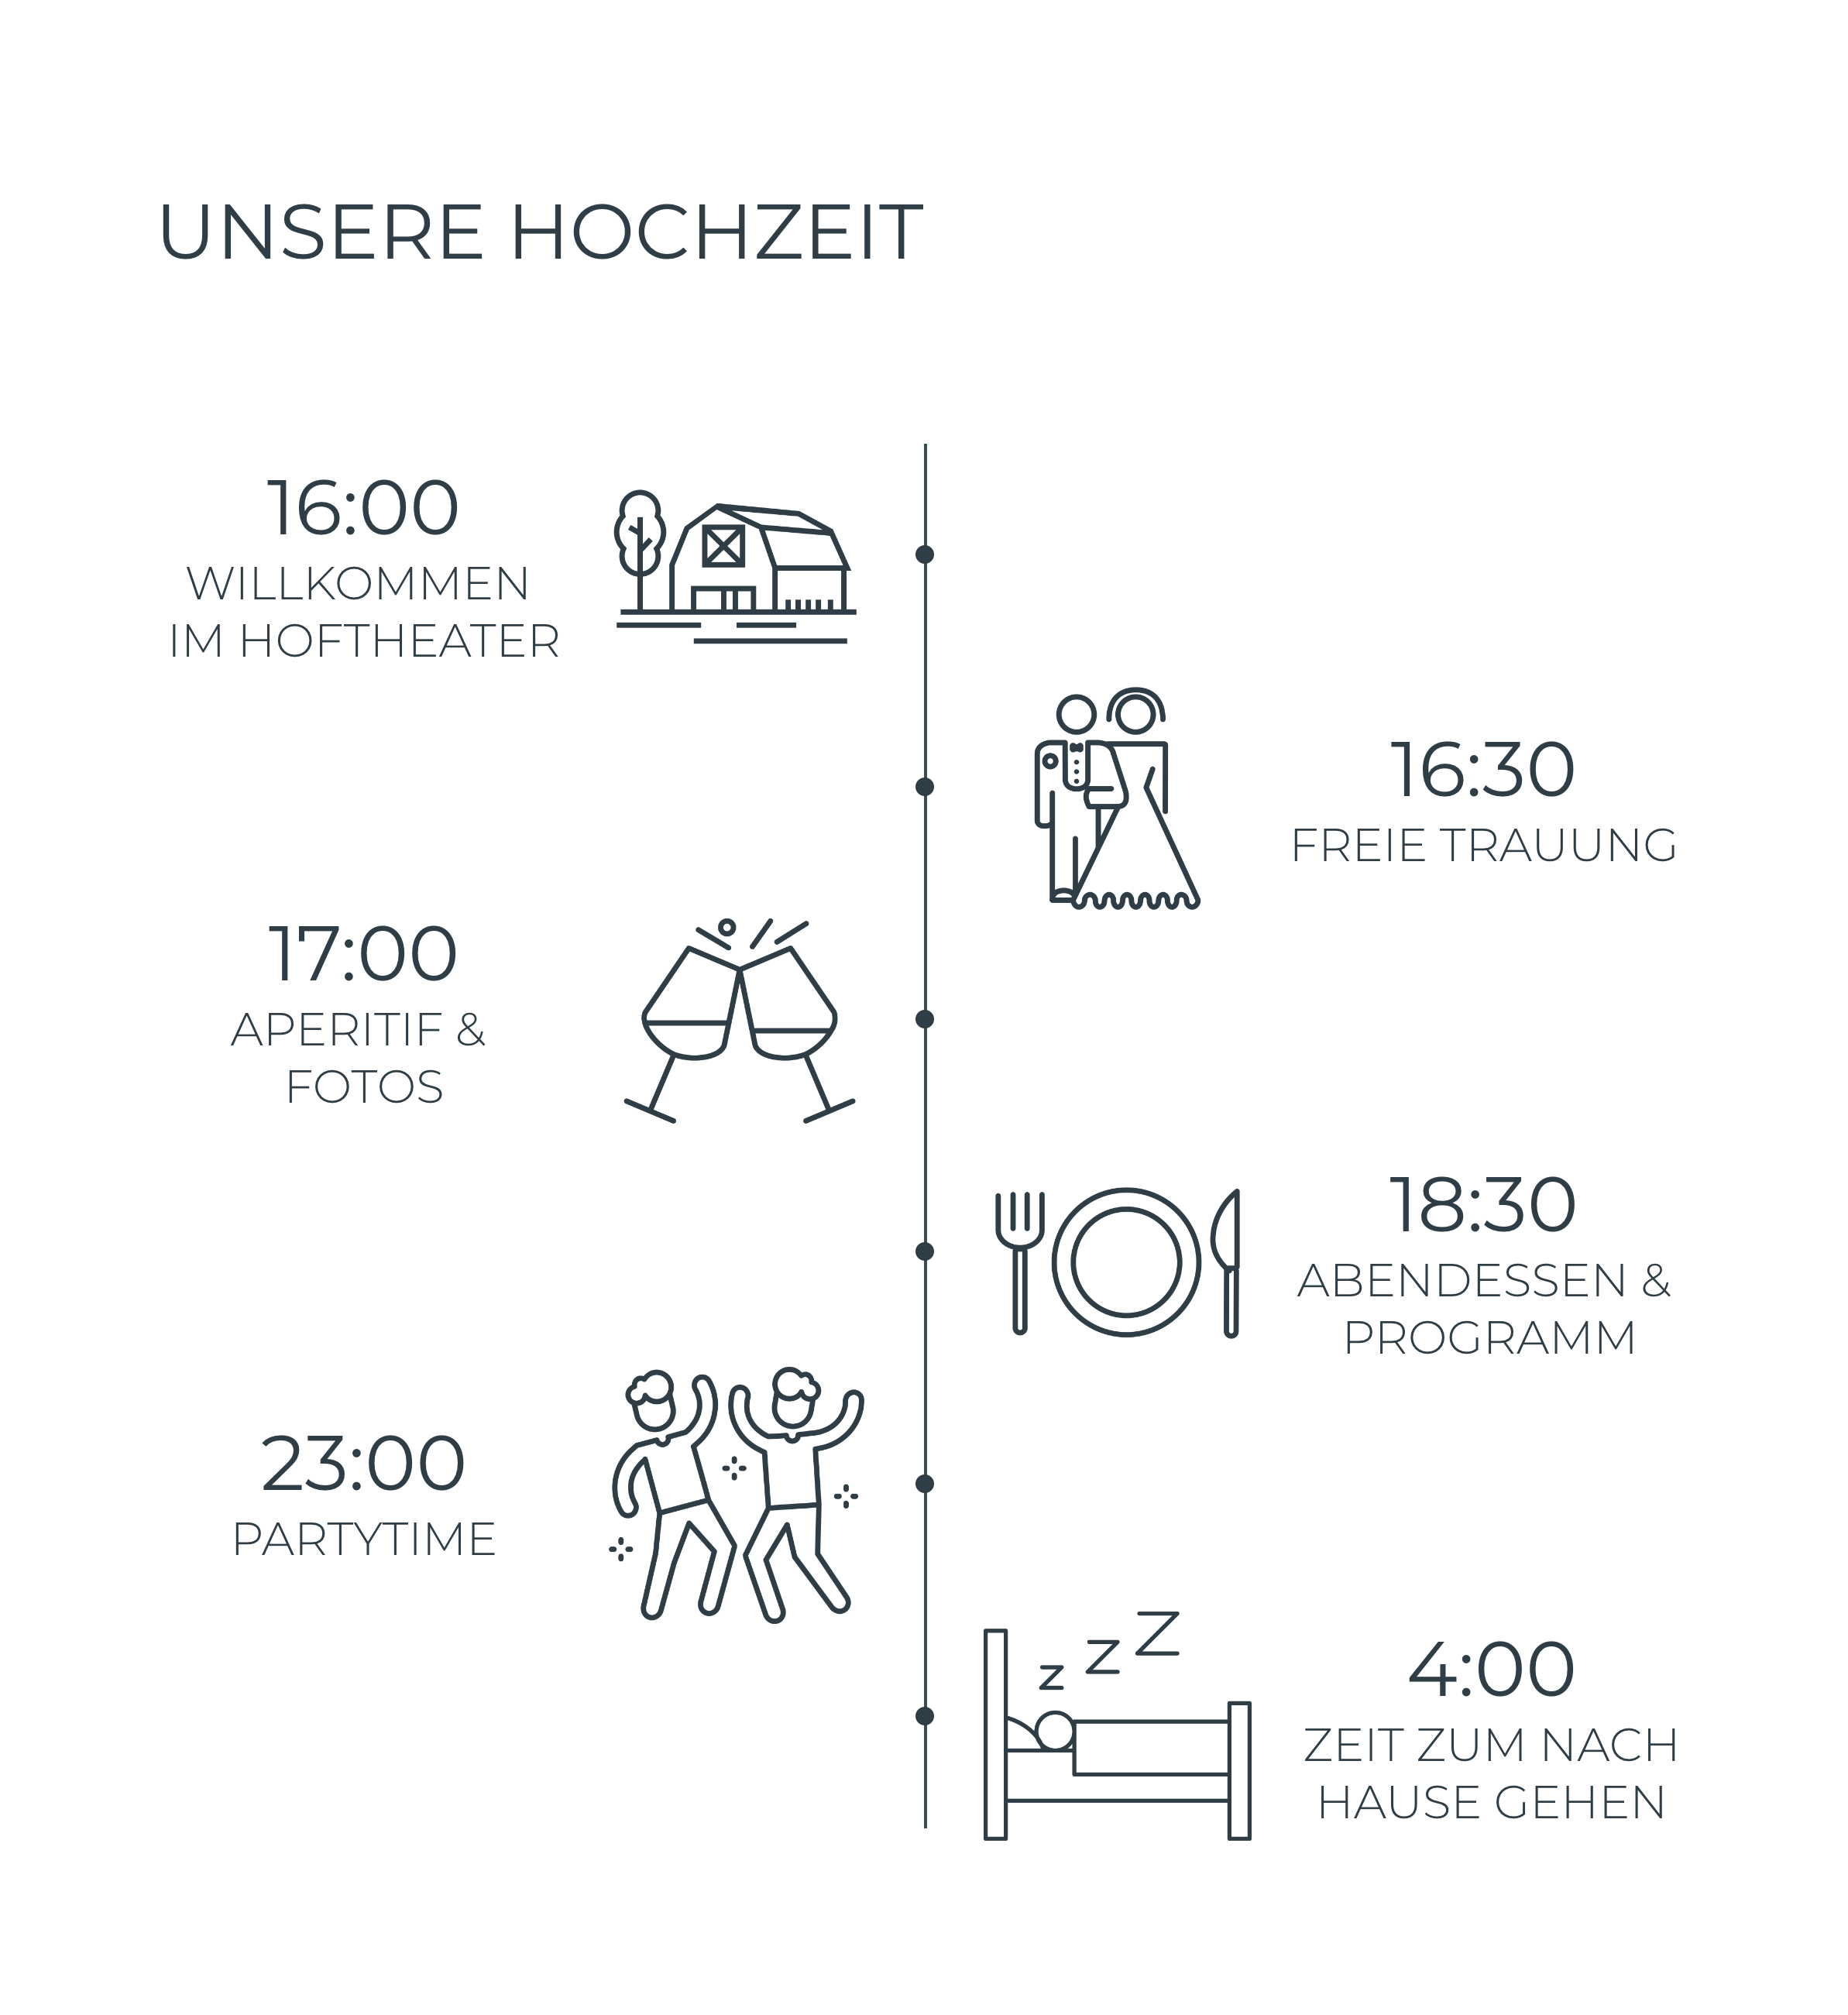 UNSERE HOCHZEIT
16:00
WILLKOMMEN
IM HOFTHEATER
16:30
FREIE TRAUUNG
17:00
APERITIF &
FOTOS
18:30
ABENDESSEN &
PROGRAMM
23:00
PARTYTIME
z z Z
4:00
ZEIT ZUM NACH
HAUSE GEHEN